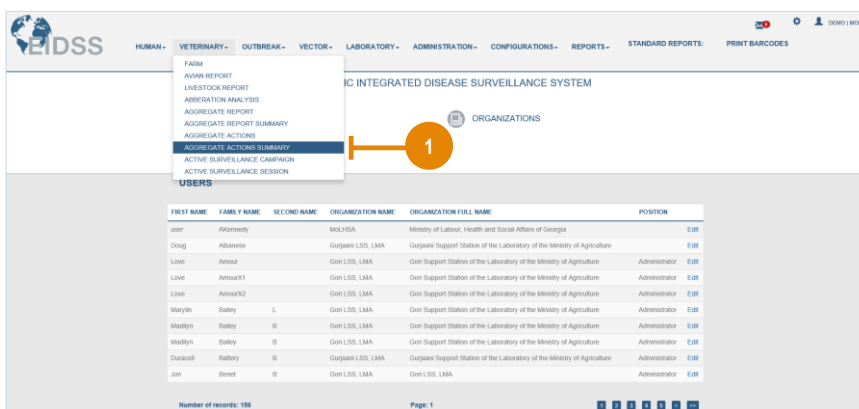 DEMO | MO
EIDSS
HUMAN VETERINARY OUTBREAK VECTOR LABORATORY ADMINISTRATION CONFIGURATIONS REPORTS STANDARD REPORTS: PRINT BARCODES
FARM
AVIAN REPORT
LIVESTOCK REPORT
ABBERATION ANALYSIS
AGGREGATE REPORT
AGGREGATE REPORT SUMMARY
AGGREGATE ACTIONS
AGGREGATE ACTIONS SUMMARY
ACTIVE SURVEILLANCE CAMPAIGN
ACTIVE SURVEILLANCE SESSION
IC INTEGRATED DISEASE SURVEILLANCE SYSTEM
ORGANIZATIONS
1
USERS
FIRST NAME FAMILY NAME SECOND NAME ORGANIZATION NAME ORGANIZATION FULL NAME POSITION
user AKennedy MoLHSA Ministry of Labour, Health and Social Affairs of Georgia Edit
Doug Albanese Gurjaani LSS, LMA Gurjaani Support Station of the Laboratory of the Ministry of Agriculture Edit
Love Amour Gori LSS, LMA Gori Support Station of the Laboratory of the Ministry of Agriculture Administrator Edit
Love AmourX1 Gori LSS, LMA Gori Support Station of the Laboratory of the Ministry of Agriculture Administrator Edit
Love AmourX2 Gori LSS, LMA Gori Support Station of the Laboratory of the Ministry of Agriculture Administrator Edit
Marylin Bailey L Gori LSS, LMA Gori Support Station of the Laboratory of the Ministry of Agriculture Administrator Edit
Madilyn Bailey B Gori LSS, LMA Gori Support Station of the Laboratory of the Ministry of Agriculture Administrator Edit
Madilyn Bailey B Gori LSS, LMA Gori Support Station of the Laboratory of the Ministry of Agriculture Administrator Edit
Duracell Battery B Gurjaani LSS, LMA Gurjaani Support Station of the Laboratory of the Ministry of Agriculture Administrator Edit
Jon Benet B Gori LSS, LMA Gori LSS, LMA Administrator Edit
Number of records: 156 Page: 1 1 2 3 4 5 > >>